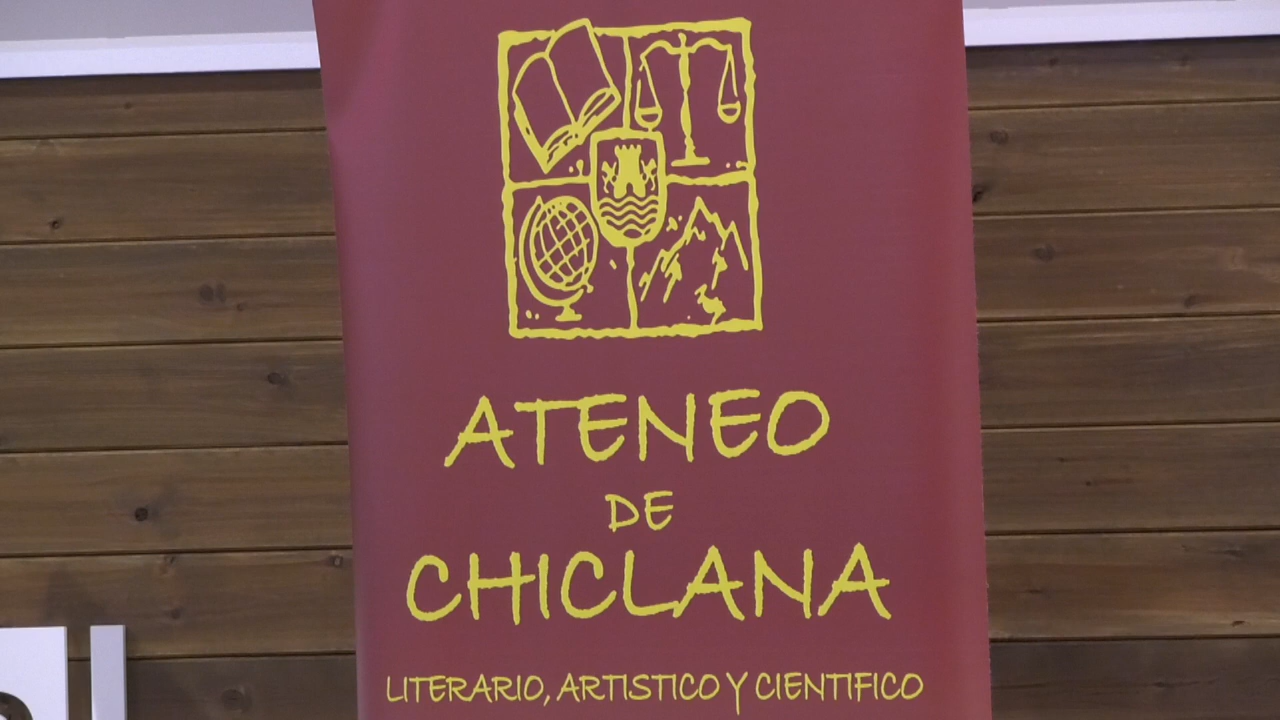 ATENEO
DE
CHICLANA
LITERARIO, ARTISTICO Y CIENTIFICO